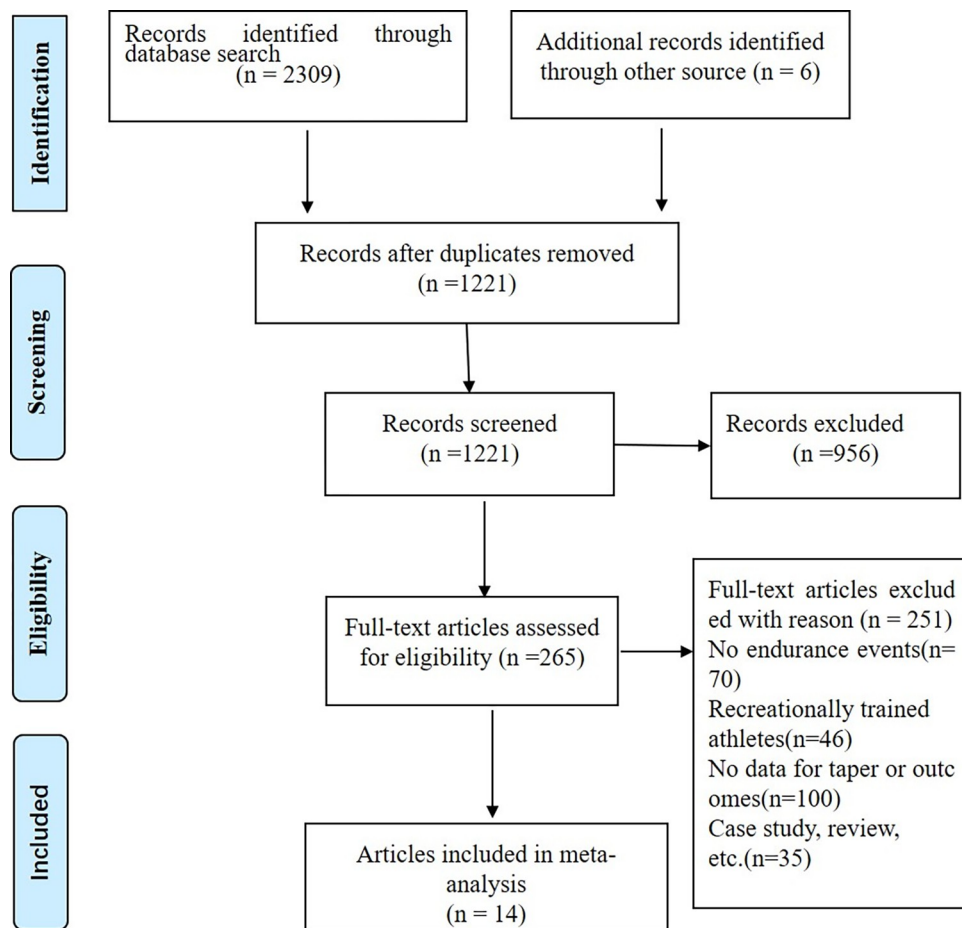 Identification
Records identified through
database search
(n = 2309)
Additional records identified
through other source (n = 6)
Records after duplicates removed
(n =1221)
Screening
Records screened
(n =1221)
Records excluded
(n =956)
Eligibility
Full-text articles assessed
for eligibility (n =265)
Full-text articles exclud
ed with reason (n = 251)
No endurance events(n=
70)
Recreationally trained
athletes(n=46)
No data for taper or outc
omes(n=100)
Case study, review,
etc.(n=35)
Included
Articles included in meta-
analysis
(n = 14)